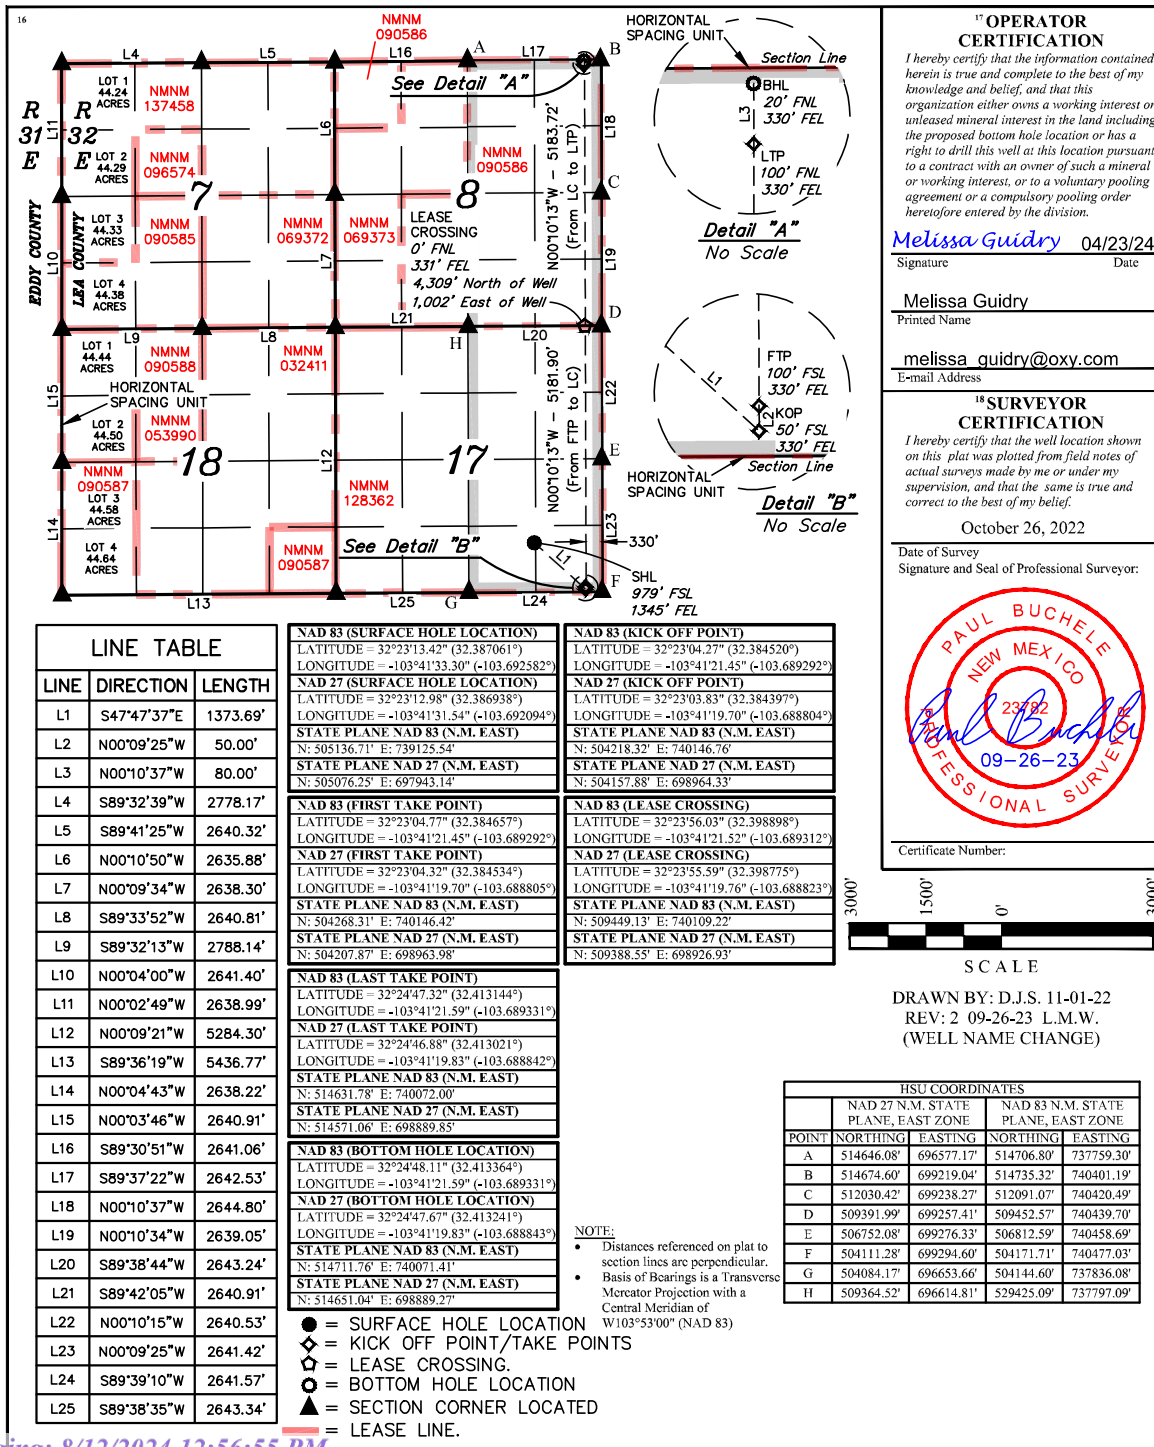 16
NMNM
090586
L4
L5
L16
A
L17
B
See Detail "A"
LOT 1
44.24
ACRES
NMNM
137458
R R
31 32
E E
L11
L6
L18
LOT 2
44.29
ACRES
NMNM
096574
NMNM
090586
7
8
C
LOT 3
44.33
ACRES
NMNM
090585
NMNM
069372
NMNM
069373
LEASE
CROSSING
0' FNL
331' FEL
4,309' North of Well
1,002' East of Well
N00°10'13"W - 5183.72'
(From LC to LTP)
EDDY COUNTY
LEA COUNTY
L10
L7
L19
LOT 4
44.38
ACRES
L9
L8
L21
H
L20
D
LOT 1
44.44
ACRES
NMNM
090588
NMNM
032411
L15
HORIZONTAL
SPACING UNIT
L22
LOT 2
44.50
ACRES
NMNM
053990
18
L12
17
N00°10'13"W - 5181.90'
(From FTP to LC)
E
NMNM
090587
LOT 3
44.58
ACRES
NMNM
128362
L14
L23
LOT 4
44.64
ACRES
NMNM
090587
See Detail "B"
L1
330'
SHL
979' FSL
1345' FEL
L13
L25
G
L24
F
HORIZONTAL
SPACING UNIT
Section Line
BHL
20' FNL
330' FEL
L3
LTP
100' FNL
330' FEL
Detail "A"
No Scale
FTP
100' FSL
330' FEL
L1
L2
KOP
50' FSL
330' FEL
Section Line
HORIZONTAL
SPACING UNIT
Detail "B"
No Scale
17 OPERATOR
CERTIFICATION
I hereby certify that the information contained
herein is true and complete to the best of my
knowledge and belief, and that this
organization either owns a working interest or
unleased mineral interest in the land including
the proposed bottom hole location or has a
right to drill this well at this location pursuant
to a contract with an owner of such a mineral
or working interest, or to a voluntary pooling
agreement or a compulsory pooling order
heretofore entered by the division.
Melissa Guidry 04/23/24
Signature Date
Melissa Guidry
Printed Name
melissa_guidry@oxy.com
E-mail Address
18 SURVEYOR
CERTIFICATION
I hereby certify that the well location shown
on this plat was plotted from field notes of
actual surveys made by me or under my
supervision, and that the same is true and
correct to the best of my belief.
October 26, 2022
Date of Survey
Signature and Seal of Professional Surveyor:
PAUL BUCHELE
NEW MEXICO
23782
Paul Buchele
09-26-23
PROFESSIONAL SURVEYOR
Certificate Number:
3000' 1500' 0' 3000'
SCALE
DRAWN BY: D.J.S. 11-01-22
REV: 2 09-26-23 L.M.W.
(WELL NAME CHANGE)
LINE TABLE
LINE DIRECTION LENGTH
L1 S47°47'37"E 1373.69'
L2 N00°09'25"W 50.00'
L3 N00°10'37"W 80.00'
L4 S89°32'39"W 2778.17'
L5 S89°41'25"W 2640.32'
L6 N00°10'50"W 2635.88'
L7 N00°09'34"W 2638.30'
L8 S89°33'52"W 2640.81'
L9 S89°32'13"W 2788.14'
L10 N00°04'00"W 2641.40'
L11 N00°02'49"W 2638.99'
L12 N00°09'21"W 5284.30'
L13 S89°36'19"W 5436.77'
L14 N00°04'43"W 2638.22'
L15 N00°03'46"W 2640.91'
L16 S89°30'51"W 2641.06'
L17 S89°37'22"W 2642.53'
L18 N00°10'37"W 2644.80'
L19 N00°10'34"W 2639.05'
L20 S89°38'44"W 2643.24'
L21 S89°42'05"W 2640.91'
L22 N00°10'15"W 2640.53'
L23 N00°09'25"W 2641.42'
L24 S89°39'10"W 2641.57'
L25 S89°38'35"W 2643.34'
NAD 83 (SURFACE HOLE LOCATION)
LATITUDE = 32°23'13.42" (32.387061°)
LONGITUDE = -103°41'33.30" (-103.692582°)
NAD 27 (SURFACE HOLE LOCATION)
LATITUDE = 32°23'12.98" (32.386938°)
LONGITUDE = -103°41'31.54" (-103.692094°)
STATE PLANE NAD 83 (N.M. EAST)
N: 505136.71' E: 739125.54'
STATE PLANE NAD 27 (N.M. EAST)
N: 505076.25' E: 697943.14'
NAD 83 (KICK OFF POINT)
LATITUDE = 32°23'04.27" (32.384520°)
LONGITUDE = -103°41'21.45" (-103.689292°)
NAD 27 (KICK OFF POINT)
LATITUDE = 32°23'03.83" (32.384397°)
LONGITUDE = -103°41'19.70" (-103.688804°)
STATE PLANE NAD 83 (N.M. EAST)
N: 504218.32' E: 740146.76'
STATE PLANE NAD 27 (N.M. EAST)
N: 504157.88' E: 698964.33'
NAD 83 (FIRST TAKE POINT)
LATITUDE = 32°23'04.77" (32.384657°)
LONGITUDE = -103°41'21.45" (-103.689292°)
NAD 27 (FIRST TAKE POINT)
LATITUDE = 32°23'04.32" (32.384534°)
LONGITUDE = -103°41'19.70" (-103.688805°)
STATE PLANE NAD 83 (N.M. EAST)
N: 504268.31' E: 740146.42'
STATE PLANE NAD 27 (N.M. EAST)
N: 504207.87' E: 698963.98'
NAD 83 (LEASE CROSSING)
LATITUDE = 32°23'56.03" (32.398898°)
LONGITUDE = -103°41'21.52" (-103.689312°)
NAD 27 (LEASE CROSSING)
LATITUDE = 32°23'55.59" (32.398775°)
LONGITUDE = -103°41'19.76" (-103.688823°)
STATE PLANE NAD 83 (N.M. EAST)
N: 509449.13' E: 740109.22'
STATE PLANE NAD 27 (N.M. EAST)
N: 509388.55' E: 698926.93'
NAD 83 (LAST TAKE POINT)
LATITUDE = 32°24'47.32" (32.413144°)
LONGITUDE = -103°41'21.59" (-103.689331°)
NAD 27 (LAST TAKE POINT)
LATITUDE = 32°24'46.88" (32.413021°)
LONGITUDE = -103°41'19.83" (-103.688842°)
STATE PLANE NAD 83 (N.M. EAST)
N: 514631.78' E: 740072.00'
STATE PLANE NAD 27 (N.M. EAST)
N: 514571.06' E: 698889.85'
NAD 83 (BOTTOM HOLE LOCATION)
LATITUDE = 32°24'48.11" (32.413364°)
LONGITUDE = -103°41'21.59" (-103.689331°)
NAD 27 (BOTTOM HOLE LOCATION)
LATITUDE = 32°24'47.67" (32.413241°)
LONGITUDE = -103°41'19.83" (-103.688843°)
STATE PLANE NAD 83 (N.M. EAST)
N: 514711.76' E: 740071.41'
STATE PLANE NAD 27 (N.M. EAST)
N: 514651.04' E: 698889.27'
NOTE:
• Distances referenced on plat to
section lines are perpendicular.
• Basis of Bearings is a Transverse
Mercator Projection with a
Central Meridian of
W103°53'00" (NAD 83)
HSU COORDINATES
NAD 27 N.M. STATE PLANE, EAST ZONE NAD 83 N.M. STATE PLANE, EAST ZONE
POINT NORTHING EASTING NORTHING EASTING
A 514646.08' 696577.17' 514706.80' 737759.30'
B 514674.60' 699219.04' 514735.32' 740401.19'
C 512030.42' 699238.27' 512091.07' 740420.49'
D 509391.99' 699257.41' 509452.57' 740439.70'
E 506752.08' 699276.33' 506812.59' 740458.69'
F 504111.28' 699294.60' 504171.71' 740477.03'
G 504084.17' 696653.66' 504144.60' 737836.08'
H 509364.52' 696614.81' 529425.09' 737797.09'
= SURFACE HOLE LOCATION
= KICK OFF POINT/TAKE POINTS
= LEASE CROSSING.
= BOTTOM HOLE LOCATION
= SECTION CORNER LOCATED
= LEASE LINE.
8/12/2024 12:56:55 PM